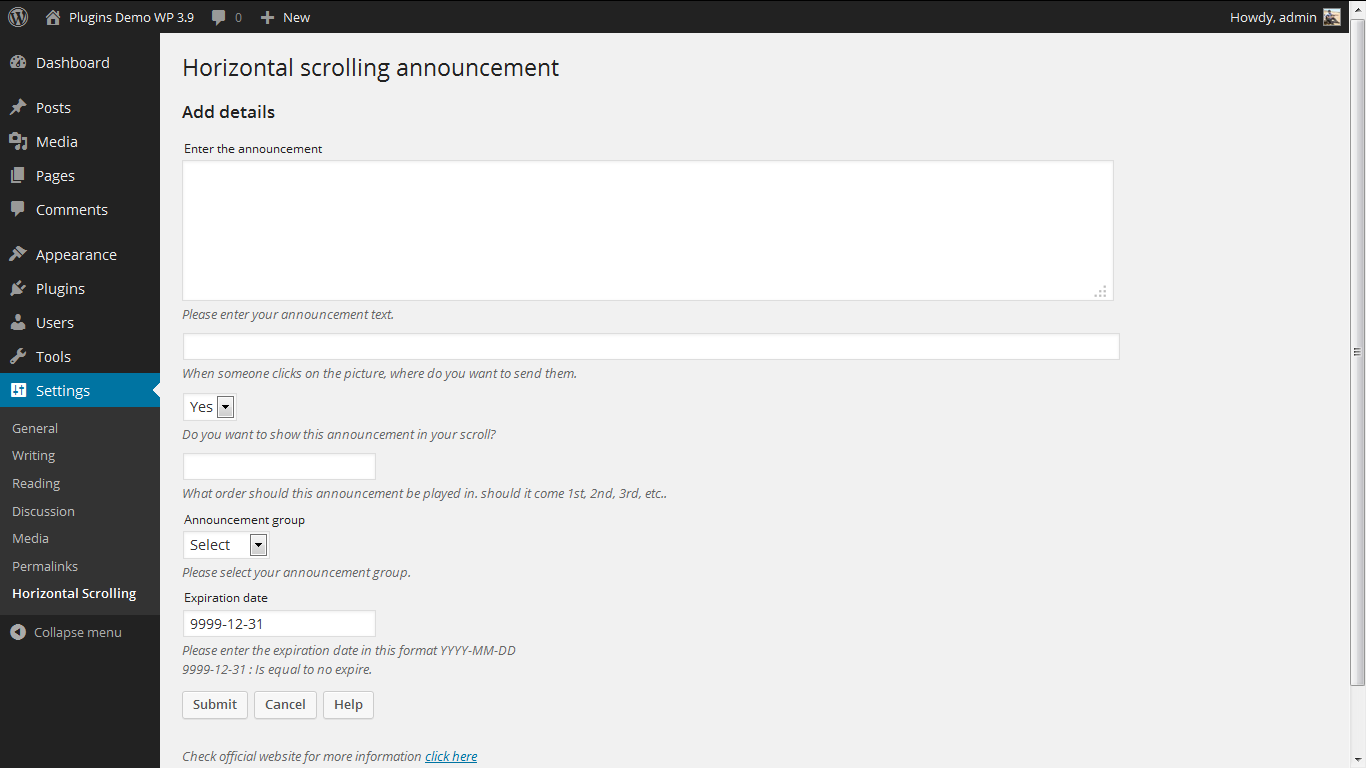 Plugins Demo WP 3.9
0
New
Howdy, admin
Dashboard
Posts
Media
Pages
Comments
Appearance
Plugins
Users
Tools
Settings
General
Writing
Reading
Discussion
Media
Permalinks
Horizontal Scrolling
Collapse menu
Horizontal scrolling announcement
Add details
Enter the announcement
Please enter your announcement text.
When someone clicks on the picture, where do you want to send them.
Yes
Do you want to show this announcement in your scroll?
What order should this announcement be played in. should it come 1st, 2nd, 3rd, etc..
Announcement group
Select
Please select your announcement group.
Expiration date
9999-12-31
Please enter the expiration date in this format YYYY-MM-DD
9999-12-31 : Is equal to no expire.
Submit Cancel Help
Check official website for more information click here